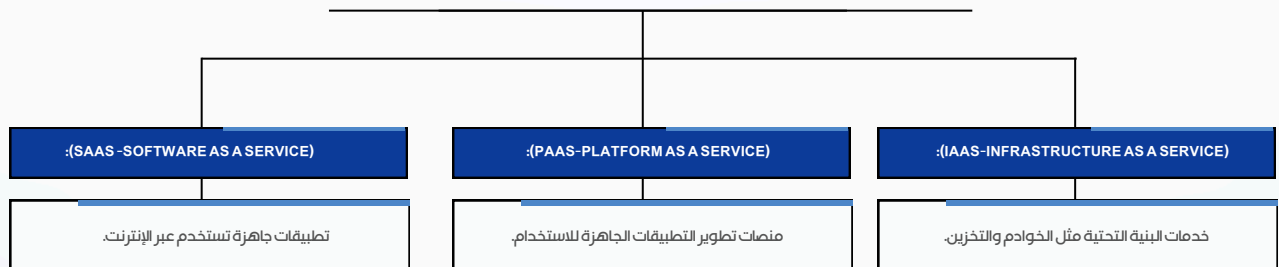 (IAAS-INFRASTRUCTURE AS A SERVICE):
خدمات البنية التحتية مثل الخوادم والتخزين.
(PAAS-PLATFORM AS A SERVICE):
منصات تطوير التطبيقات الجاهزة للاستخدام.
(SAAS -SOFTWARE AS A SERVICE):
تطبيقات جاهزة تستخدم عبر الإنترنت.